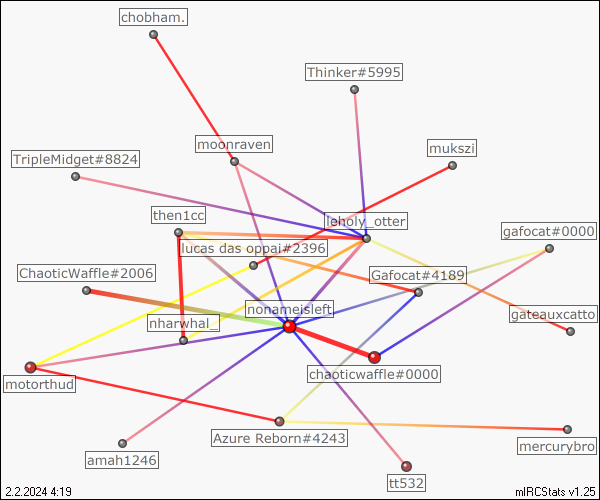 chobham.
Thinker#5995
moonraven
mukszi
TripleMidget#8824
then1cc
leholy_otter
gafocat#0000
lucas das oppai#2396
ChaoticWaffle#2006
Gafocat#4189
nonameisleft
gateauxcatto
nharwhal_
chaoticwaffle#0000
motorthud
Azure Reborn#4243
mercurybro
amah1246
tt532
2.2.2024 4:19
mIRCStats v1.25